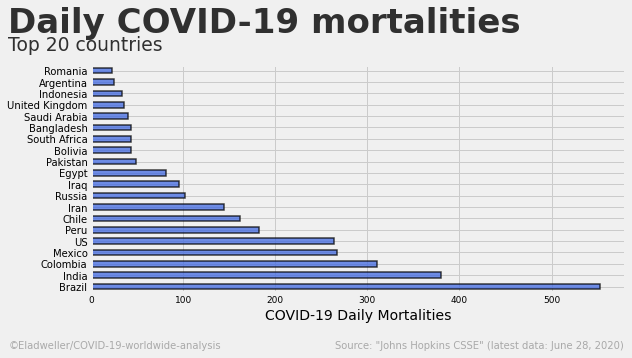 Daily COVID-19 mortalities
Top 20 countries
Romania
Argentina
Indonesia
United Kingdom
Saudi Arabia
Bangladesh
South Africa
Bolivia
Pakistan
Egypt
Iraq
Russia
Iran
Chile
Peru
US
Mexico
Colombia
India
Brazil
0 100 200 300 400 500
COVID-19 Daily Mortalities
©Eladweller/COVID-19-worldwide-analysis Source: "Johns Hopkins CSSE" (latest data: June 28, 2020)